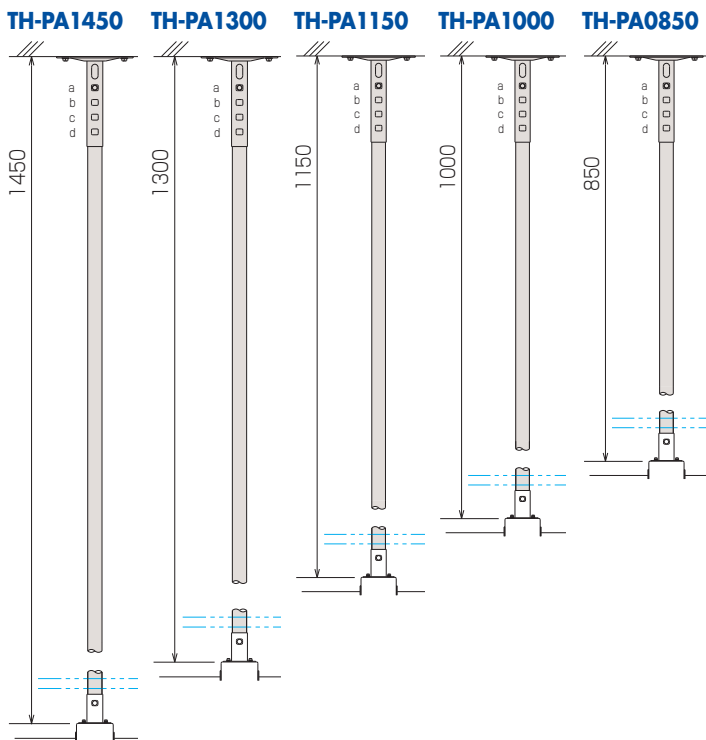 TH-PA1450 TH-PA1300 TH-PA1150 TH-PA1000 TH-PA0850
a a a a a
b b b b b
c c c c c
d d d d d
1450 1300 1150 1000 850